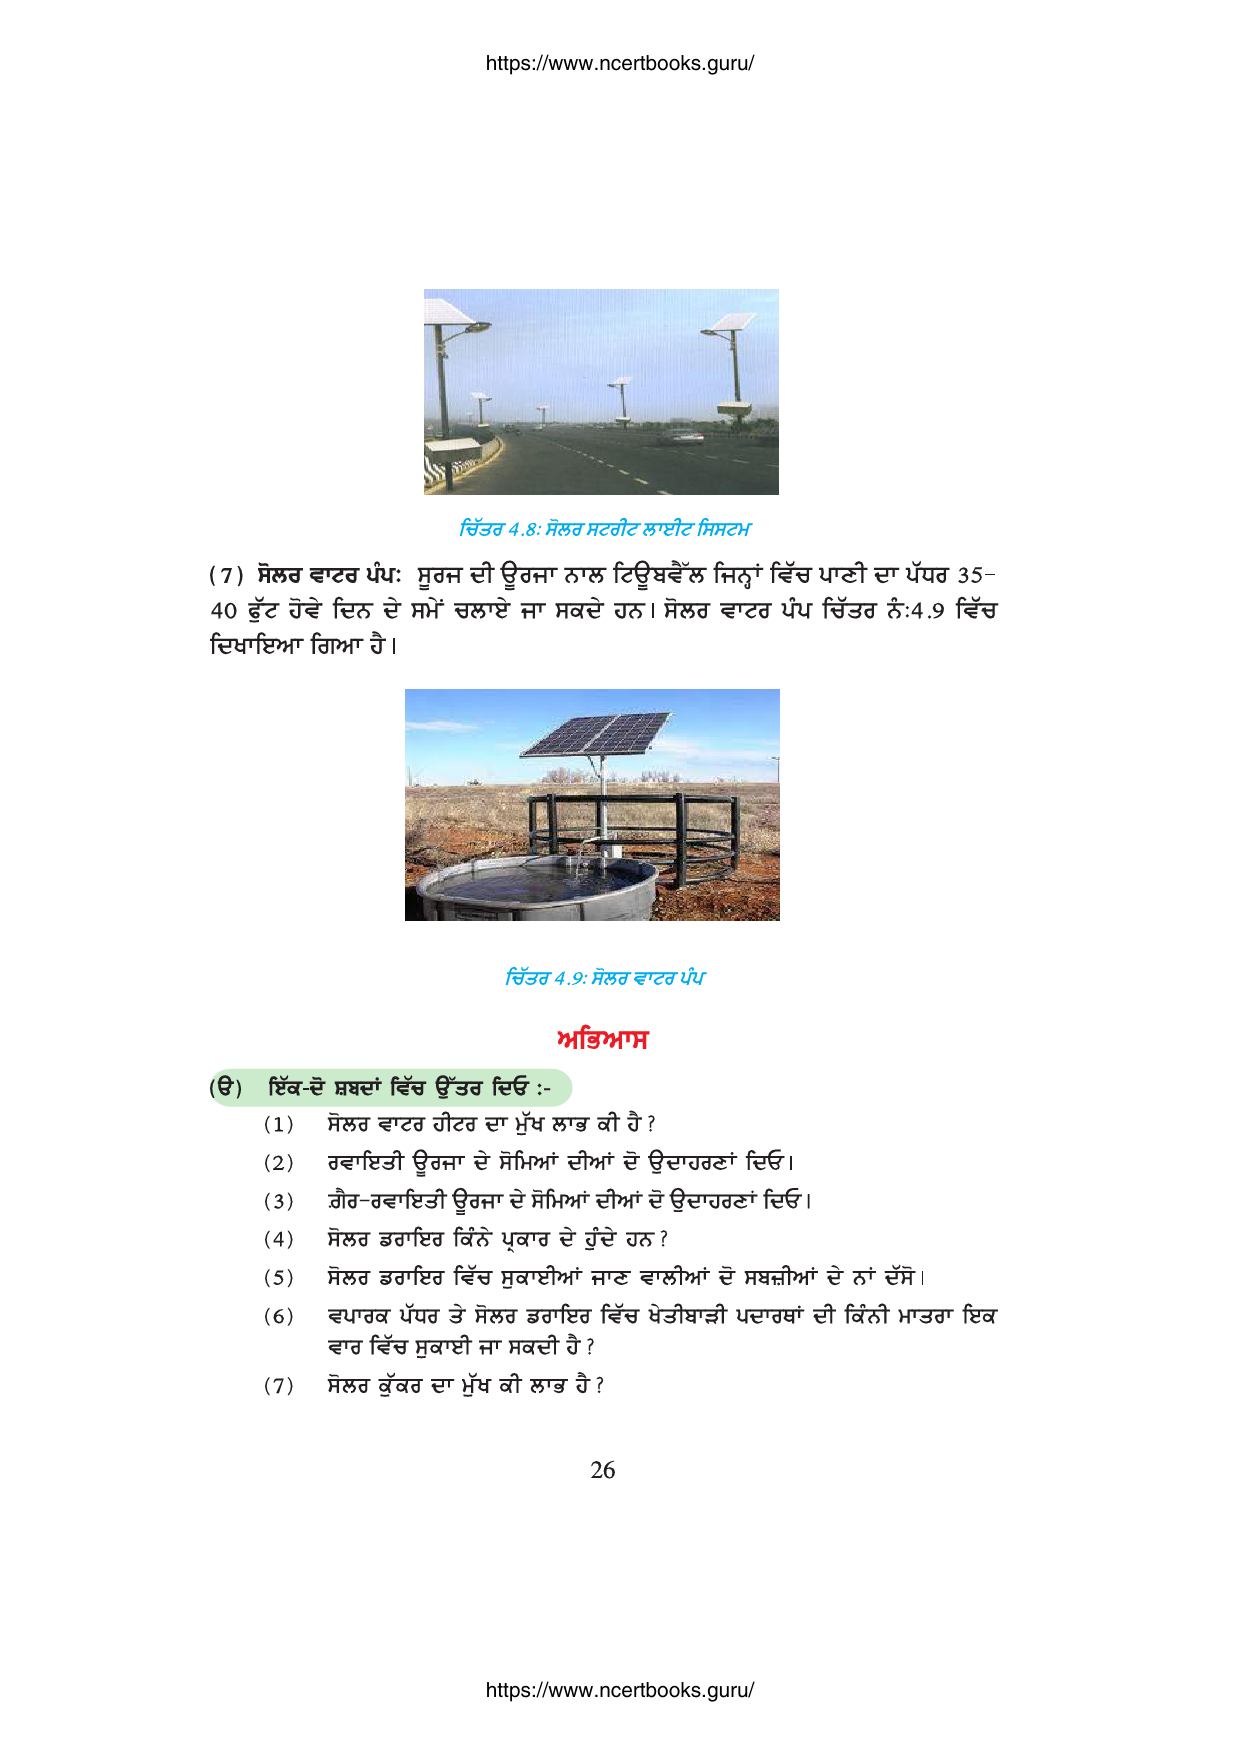 https://www.ncertbooks.guru/
ਚਿੱਤਰ 4.8: ਸੋਲਰ ਸਟਰੀਟ ਲਾਈਟ ਸਿਸਟਮ
(7) ਸੋਲਰ ਵਾਟਰ ਪੰਪ: ਸੂਰਜ ਦੀ ਊਰਜਾ ਨਾਲ ਟਿਊਬਵੈੱਲ ਜਿਨ੍ਹਾਂ ਵਿੱਚ ਪਾਣੀ ਦਾ ਪੱਧਰ 35-
40 ਫੁੱਟ ਹੋਵੇ ਦਿਨ ਦੇ ਸਮੇਂ ਚਲਾਏ ਜਾ ਸਕਦੇ ਹਨ। ਸੋਲਰ ਵਾਟਰ ਪੰਪ ਚਿੱਤਰ ਨੰ:4.9 ਵਿੱਚ
ਦਿਖਾਇਆ ਗਿਆ ਹੈ।
ਚਿੱਤਰ 4.9: ਸੋਲਰ ਵਾਟਰ ਪੰਪ
ਅਭਿਆਸ
(ੳ) ਇੱਕ-ਦੋ ਸ਼ਬਦਾਂ ਵਿੱਚ ਉੱਤਰ ਦਿਓ :-
(1) ਸੋਲਰ ਵਾਟਰ ਹੀਟਰ ਦਾ ਮੁੱਖ ਲਾਭ ਕੀ ਹੈ ?
(2) ਰਵਾਇਤੀ ਊਰਜਾ ਦੇ ਸੋਮਿਆਂ ਦੀਆਂ ਦੋ ਉਦਾਹਰਣਾਂ ਦਿਓ।
(3) ਗ਼ੈਰ-ਰਵਾਇਤੀ ਊਰਜਾ ਦੇ ਸੋਮਿਆਂ ਦੀਆਂ ਦੋ ਉਦਾਹਰਣਾਂ ਦਿਓ।
(4) ਸੋਲਰ ਡਰਾਇਰ ਕਿੰਨੇ ਪ੍ਰਕਾਰ ਦੇ ਹੁੰਦੇ ਹਨ ?
(5) ਸੋਲਰ ਡਰਾਇਰ ਵਿੱਚ ਸੁਕਾਈਆਂ ਜਾਣ ਵਾਲੀਆਂ ਦੋ ਸਬਜ਼ੀਆਂ ਦੇ ਨਾਂ ਦੱਸੋ।
(6) ਵਪਾਰਕ ਪੱਧਰ ਤੇ ਸੋਲਰ ਡਰਾਇਰ ਵਿੱਚ ਖੇਤੀਬਾੜੀ ਪਦਾਰਥਾਂ ਦੀ ਕਿੰਨੀ ਮਾਤਰਾ ਇਕ
ਵਾਰ ਵਿੱਚ ਸੁਕਾਈ ਜਾ ਸਕਦੀ ਹੈ ?
(7) ਸੋਲਰ ਕੁੱਕਰ ਦਾ ਮੁੱਖ ਕੀ ਲਾਭ ਹੈ ?
26
https://www.ncertbooks.guru/